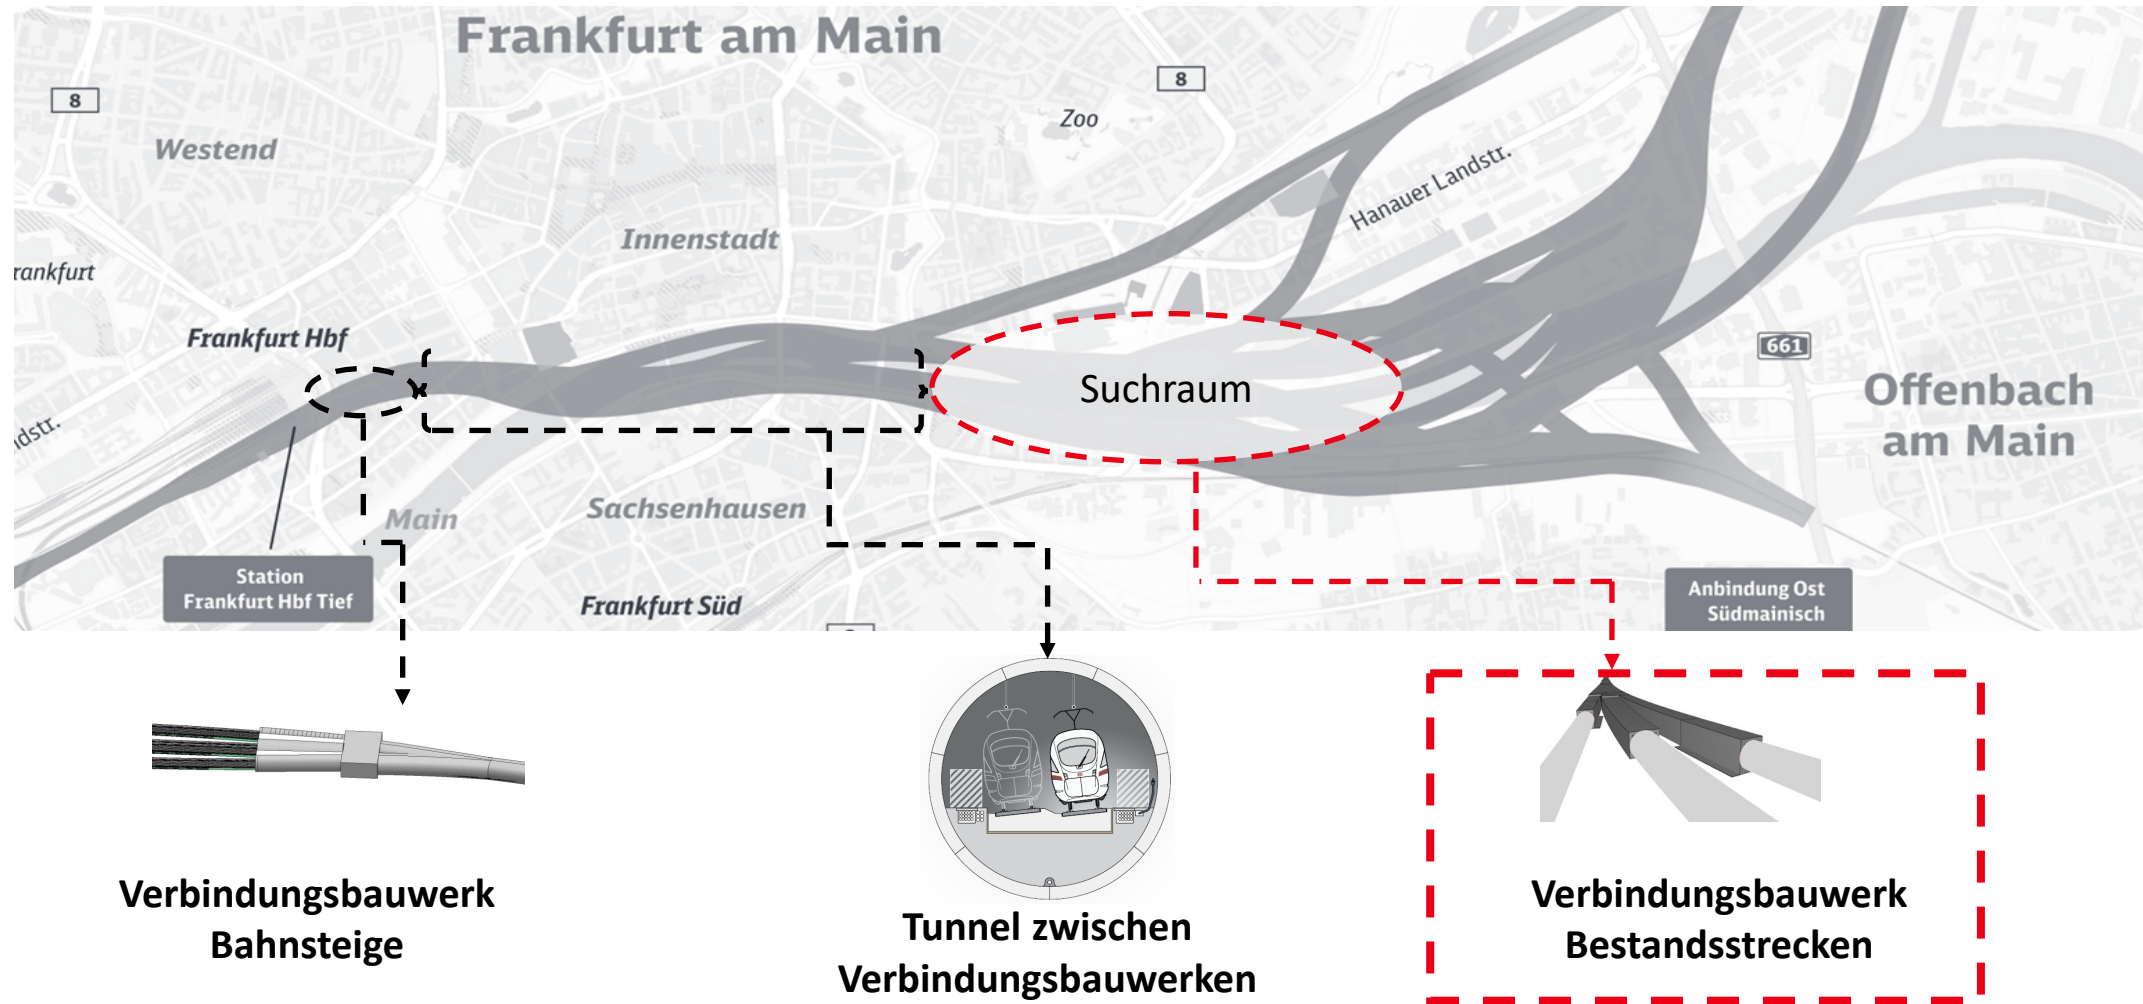 Frankfurt am Main
8
8
Zoo
Westend
Hanauer Landstr.
Innenstadt
rankfurt
Frankfurt Hbf
661
Suchraum
Offenbach
am Main
dstr.
Main
Sachsenhausen
Station
Frankfurt Hbf Tief
Frankfurt Süd
Anbindung Ost
Südmainisch
Verbindungsbauwerk
Bahnsteige
Tunnel zwischen
Verbindungsbauwerken
Verbindungsbauwerk
Bestandsstrecken